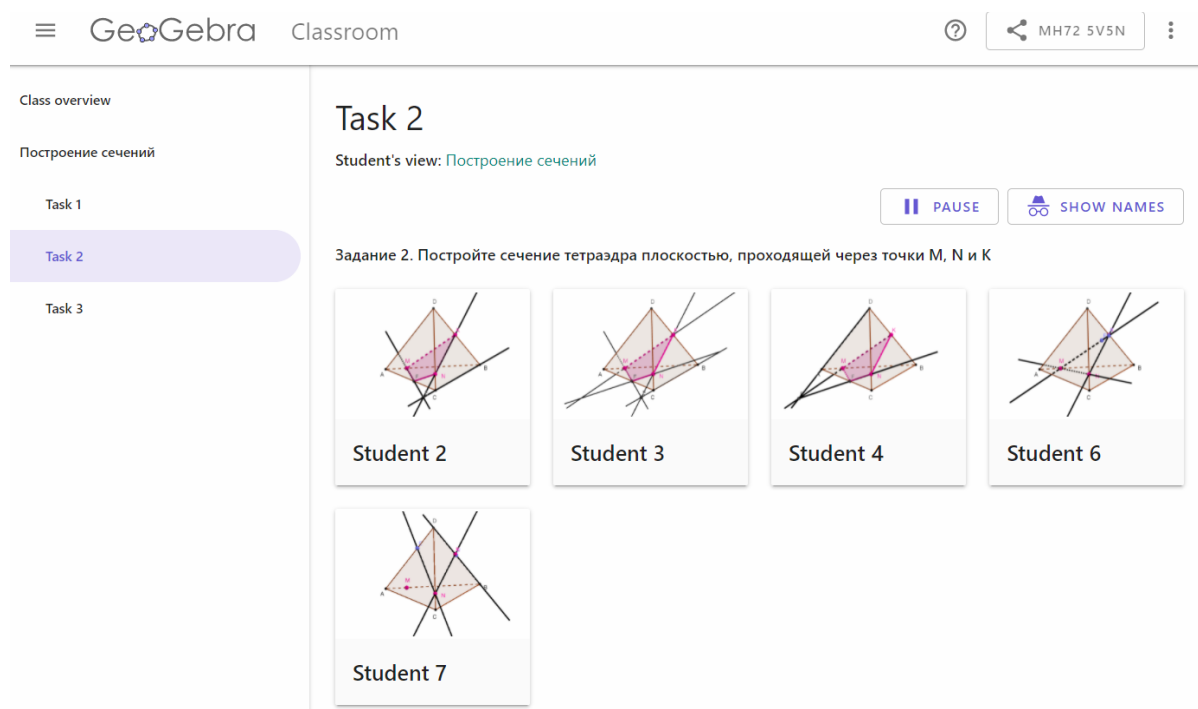 GeoGebra Classroom
MH72 5V5N
Class overview
Построение сечений
Task 1
Task 2
Task 3
Task 2
Student's view: Построение сечений
PAUSE
SHOW NAMES
Задание 2. Постройте сечение тетраэдра плоскостью, проходящей через точки M, N и K
D
M
A
B
N
C
Student 2
D
M
A
B
N
C
Student 3
D
K
M
A
B
N
C
Student 4
D
M
A
B
C
Student 6
D
M
A
B
N
C
Student 7